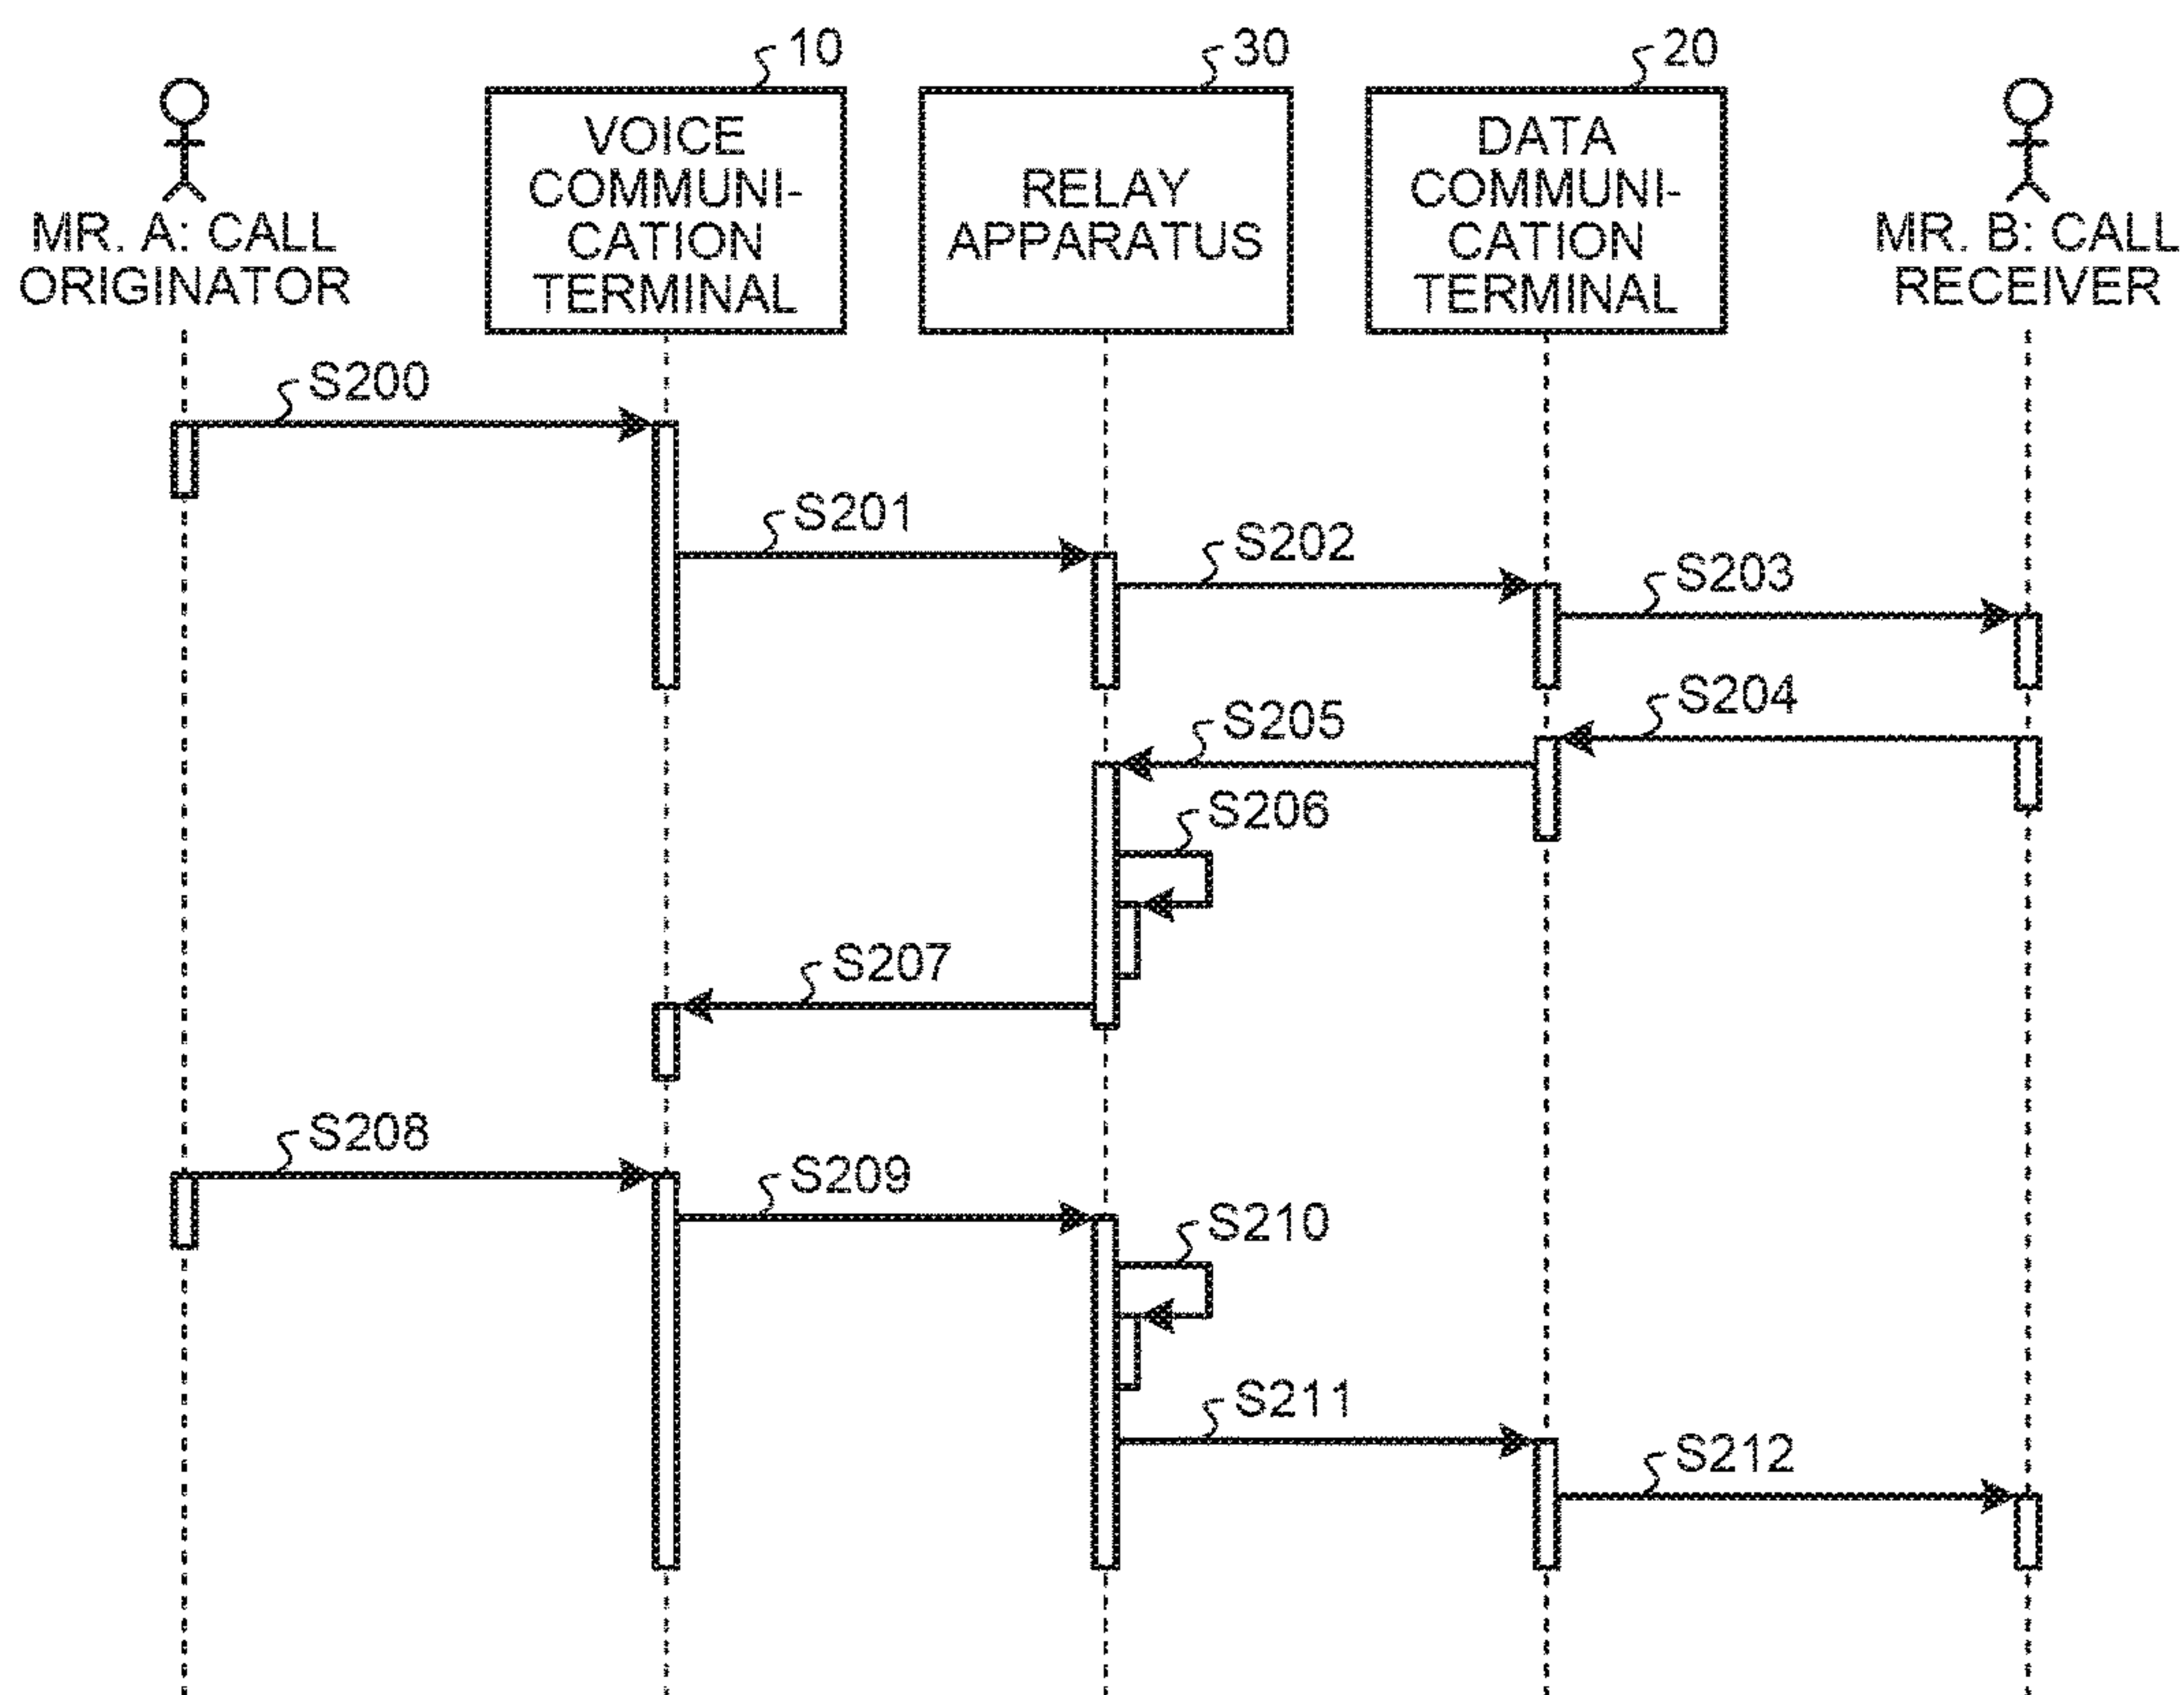 10
30
20
MR. A: CALL
ORIGINATOR
VOICE
COMMUNI-
CATION
TERMINAL
RELAY
APPARATUS
DATA
COMMUNI-
CATION
TERMINAL
MR. B: CALL
RECEIVER
S200
S201
S202
S203
S204
S205
S206
S207
S208
S209
S210
S211
S212